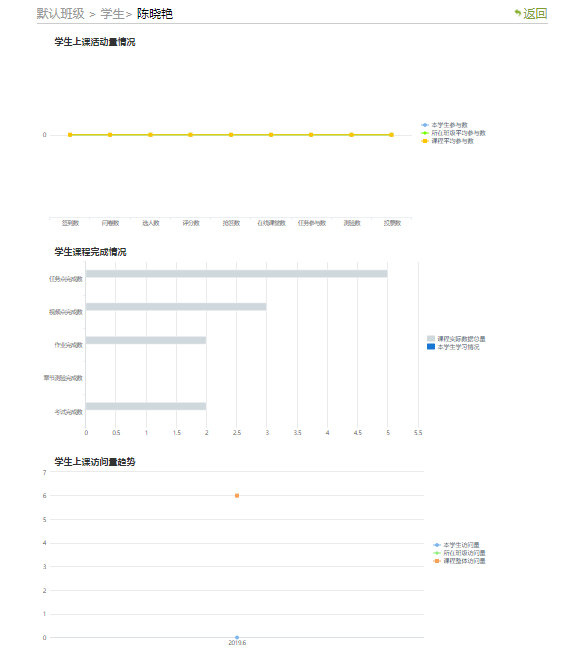 默认班级 > 学生> 陈晓艳
返回
学生上课活动量情况
0
本学生参与数
所在班级平均参与数
课程平均参与数
签到数 问卷数 选人数 评分数 抢答数 在线课堂数 任务参与数 测验数 投票数
学生课程完成情况
任务点完成数
视频点完成数
作业完成数
章节测验完成数
考试完成数
课程实际数据总量
本学生学习情况
0 0.5 1 1.5 2 2.5 3 3.5 4 4.5 5 5.5
学生上课访问量趋势
7
6
5
4
3
2
1
0
本学生访问量
所在班级访问量
课程整体访问量
2019.6